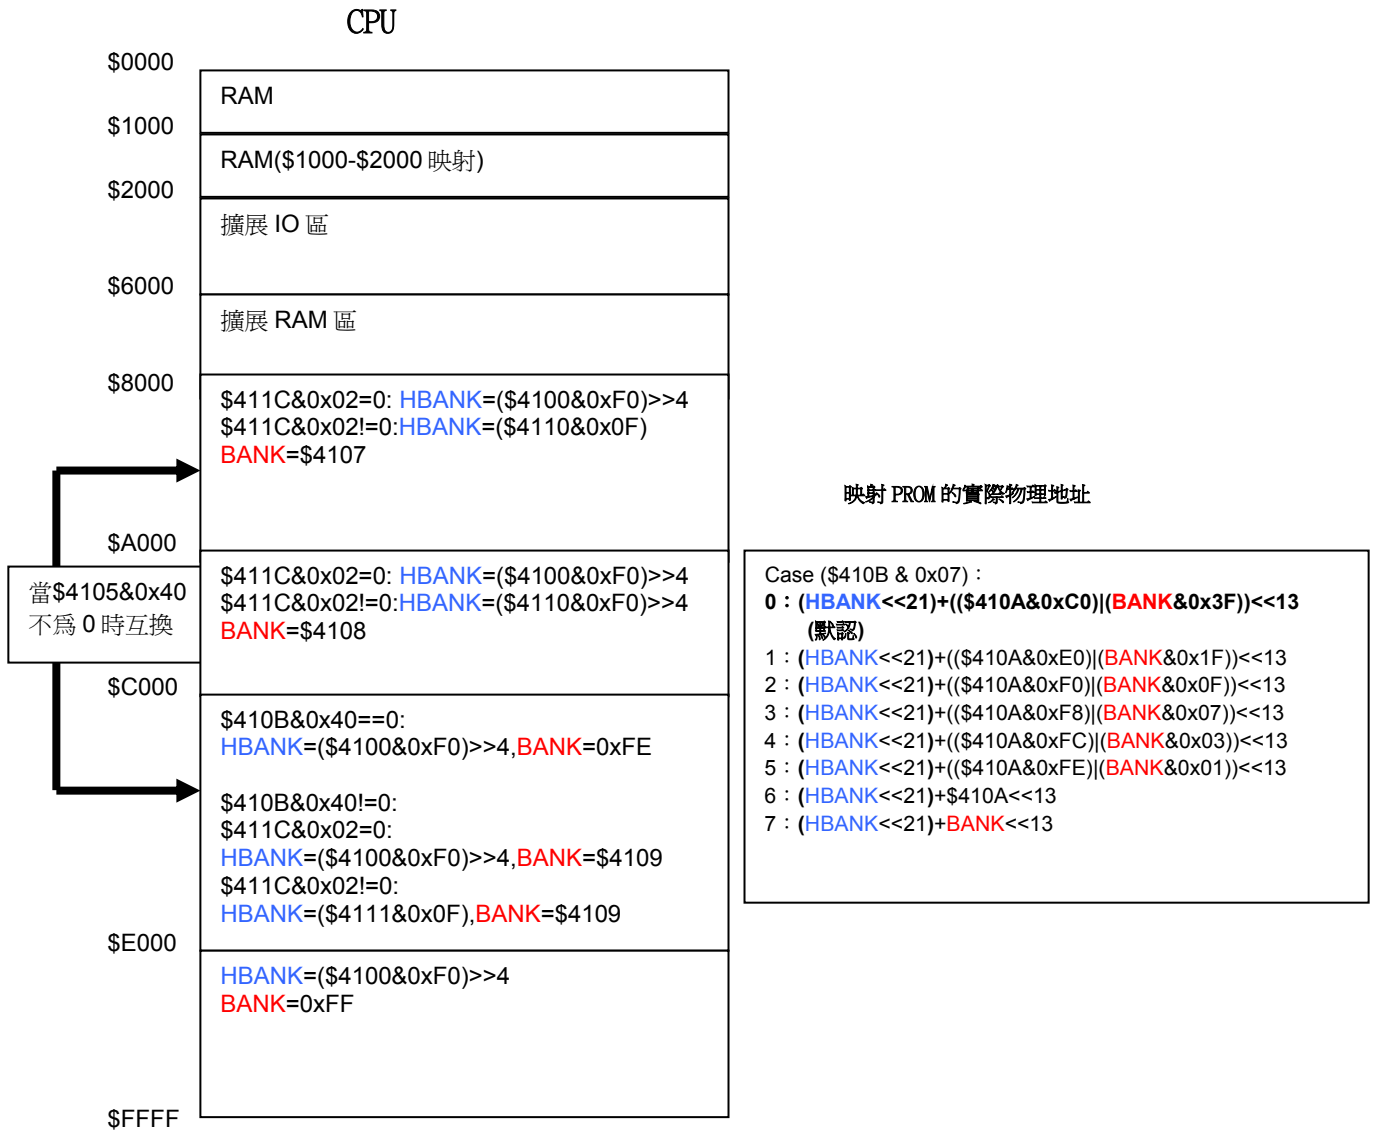 CPU
$0000
RAM
$1000
RAM($1000-$2000 映射)
$2000
擴展 IO 區
$6000
擴展 RAM 區
$8000
$411C&0x02=0: HBANK=($4100&0xF0)>>4
$411C&0x02!=0:HBANK=($4110&0x0F)
BANK=$4107
$A000
$411C&0x02=0: HBANK=($4100&0xF0)>>4
$411C&0x02!=0:HBANK=($4110&0xF0)>>4
BANK=$4108
當$4105&0x40
不爲 0 時互換
$C000
$410B&0x40==0:
HBANK=($4100&0xF0)>>4,BANK=0xFE
$410B&0x40!=0:
$411C&0x02=0:
HBANK=($4100&0xF0)>>4,BANK=$4109
$411C&0x02!=0:
HBANK=($4111&0x0F),BANK=$4109
$E000
HBANK=($4100&0xF0)>>4
BANK=0xFF
$FFFF
映射 PROM 的實際物理地址
Case ($410B & 0x07)：
0：(HBANK<<21)+(($410A&0xC0)|(BANK&0x3F))<<13
(默認)
1：(HBANK<<21)+(($410A&0xE0)|(BANK&0x1F))<<13
2：(HBANK<<21)+(($410A&0xF0)|(BANK&0x0F))<<13
3：(HBANK<<21)+(($410A&0xF8)|(BANK&0x07))<<13
4：(HBANK<<21)+(($410A&0xFC)|(BANK&0x03))<<13
5：(HBANK<<21)+(($410A&0xFE)|(BANK&0x01))<<13
6：(HBANK<<21)+$410A<<13
7：(HBANK<<21)+BANK<<13